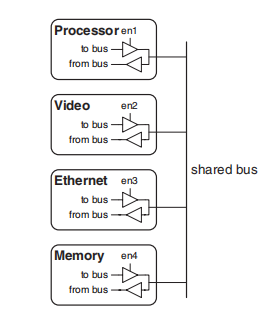 Processor en1
to bus
from bus
Video en2
to bus
from bus
shared bus
Ethernet en3
to bus
from bus
Memory en4
to bus
from bus